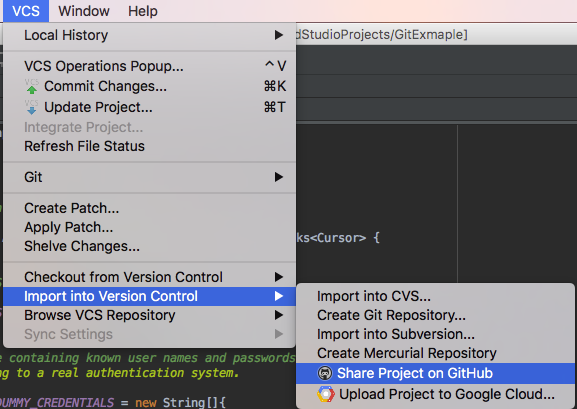 VCS Window Help
Local History
dStudioProjects/GitExmaple]
VCS Operations Popup... ^V
VCS Commit Changes... ⌘K
VCS Update Project... ⌘T
Integrate Project...
Refresh File Status
Git
Create Patch...
Apply Patch...
Shelve Changes...
ks<Cursor> {
Checkout from Version Control
Import into Version Control
Browse VCS Repository
Sync Settings
Import into CVS...
Create Git Repository...
Import into Subversion...
Create Mercurial Repository
Share Project on GitHub
Upload Project to Google Cloud...
e containing known user names and passwords
ng to a real authentication system.
DUMMY_CREDENTIALS = new String[]{